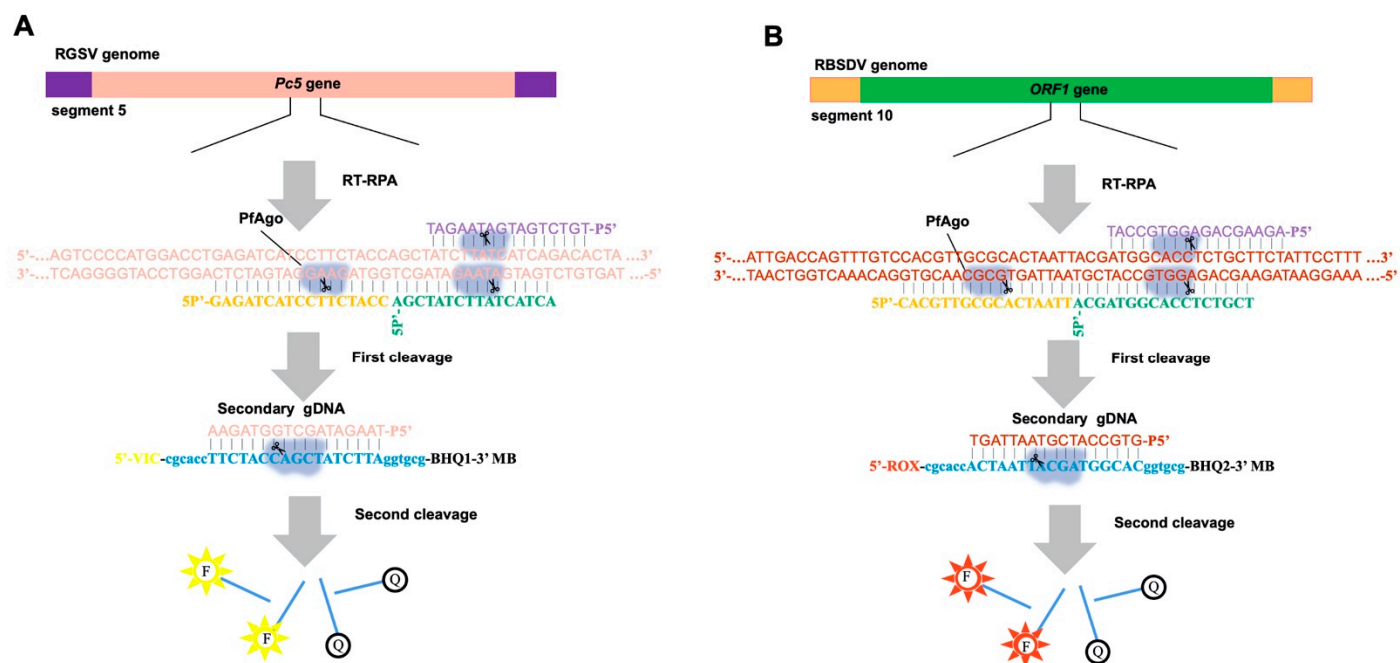 A
RGSV genome
Pc5 gene
segment 5
RT-RPA
PfAgo
TAGAATAGTAGTCTGT-P5'
5'-...AGTCCCCATGGACCTGAGATCATCCTTCTACCAGCTATCTTATCATCAGACACTA ...3'
3'-...TCAGGGGTACCTGGACTCTAGTAGGAAGATGGTCGATAGAATAGTAGTCTGTGAT ...-5'
5P'-GAGATCATCCTTCTACC AGCTATCTTATCATCA
5P'-
First cleavage
Secondary gDNA
AAGATGGTCGATAGAAT-P5'
5'-VIC-cgcaccTTCTACCAGCTATCTTAggtgcg-BHQ1-3' MB
Second cleavage
F
Q
F
Q
B
RBSDV genome
ORF1 gene
segment 10
RT-RPA
PfAgo
TACCGTGGAGACGAAGA-P5'
5'-...ATTGACCAGTTTGTCCACGTTGCGCACTAATTACGATGGCACCTCTGCTTCTATTCCTTT ...3'
3'-...TAACTGGTCAAACAGGTGCAACGCGTGATTAATGCTACCGTGGAGACGAAGATAAGGAAA ...-5'
5P'-CACGTTGCGCACTAATTACGATGGCACCTCTGCT
5P'-
First cleavage
Secondary gDNA
TGATTAATGCTACCGTG-P5'
5'-ROX-cgcaccACTAATTACGATGGCACggtgcg-BHQ2-3' MB
Second cleavage
F
Q
F
Q